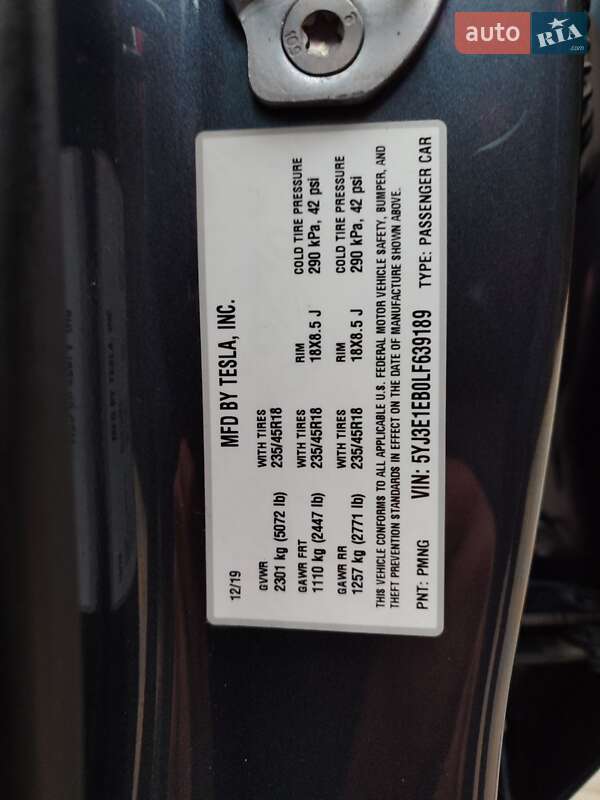 auto RIA .com
12/19
MFD BY TESLA, INC.
GVWR WITH TIRES
2301 kg (5072 lb) 235/45R18
GAWR FRT WITH TIRES RIM COLD TIRE PRESSURE
1110 kg (2447 lb) 235/45R18 18X8.5 J 290 kPa, 42 psi
GAWR RR WITH TIRES RIM COLD TIRE PRESSURE
1257 kg (2771 lb) 235/45R18 18X8.5 J 290 kPa, 42 psi
THIS VEHICLE CONFORMS TO ALL APPLICABLE U.S. FEDERAL MOTOR VEHICLE SAFETY, BUMPER, AND
THEFT PREVENTION STANDARDS IN EFFECT ON THE DATE OF MANUFACTURE SHOWN ABOVE.
PNT: PMNG VIN: 5YJ3E1EB0LF639189 TYPE: PASSENGER CAR